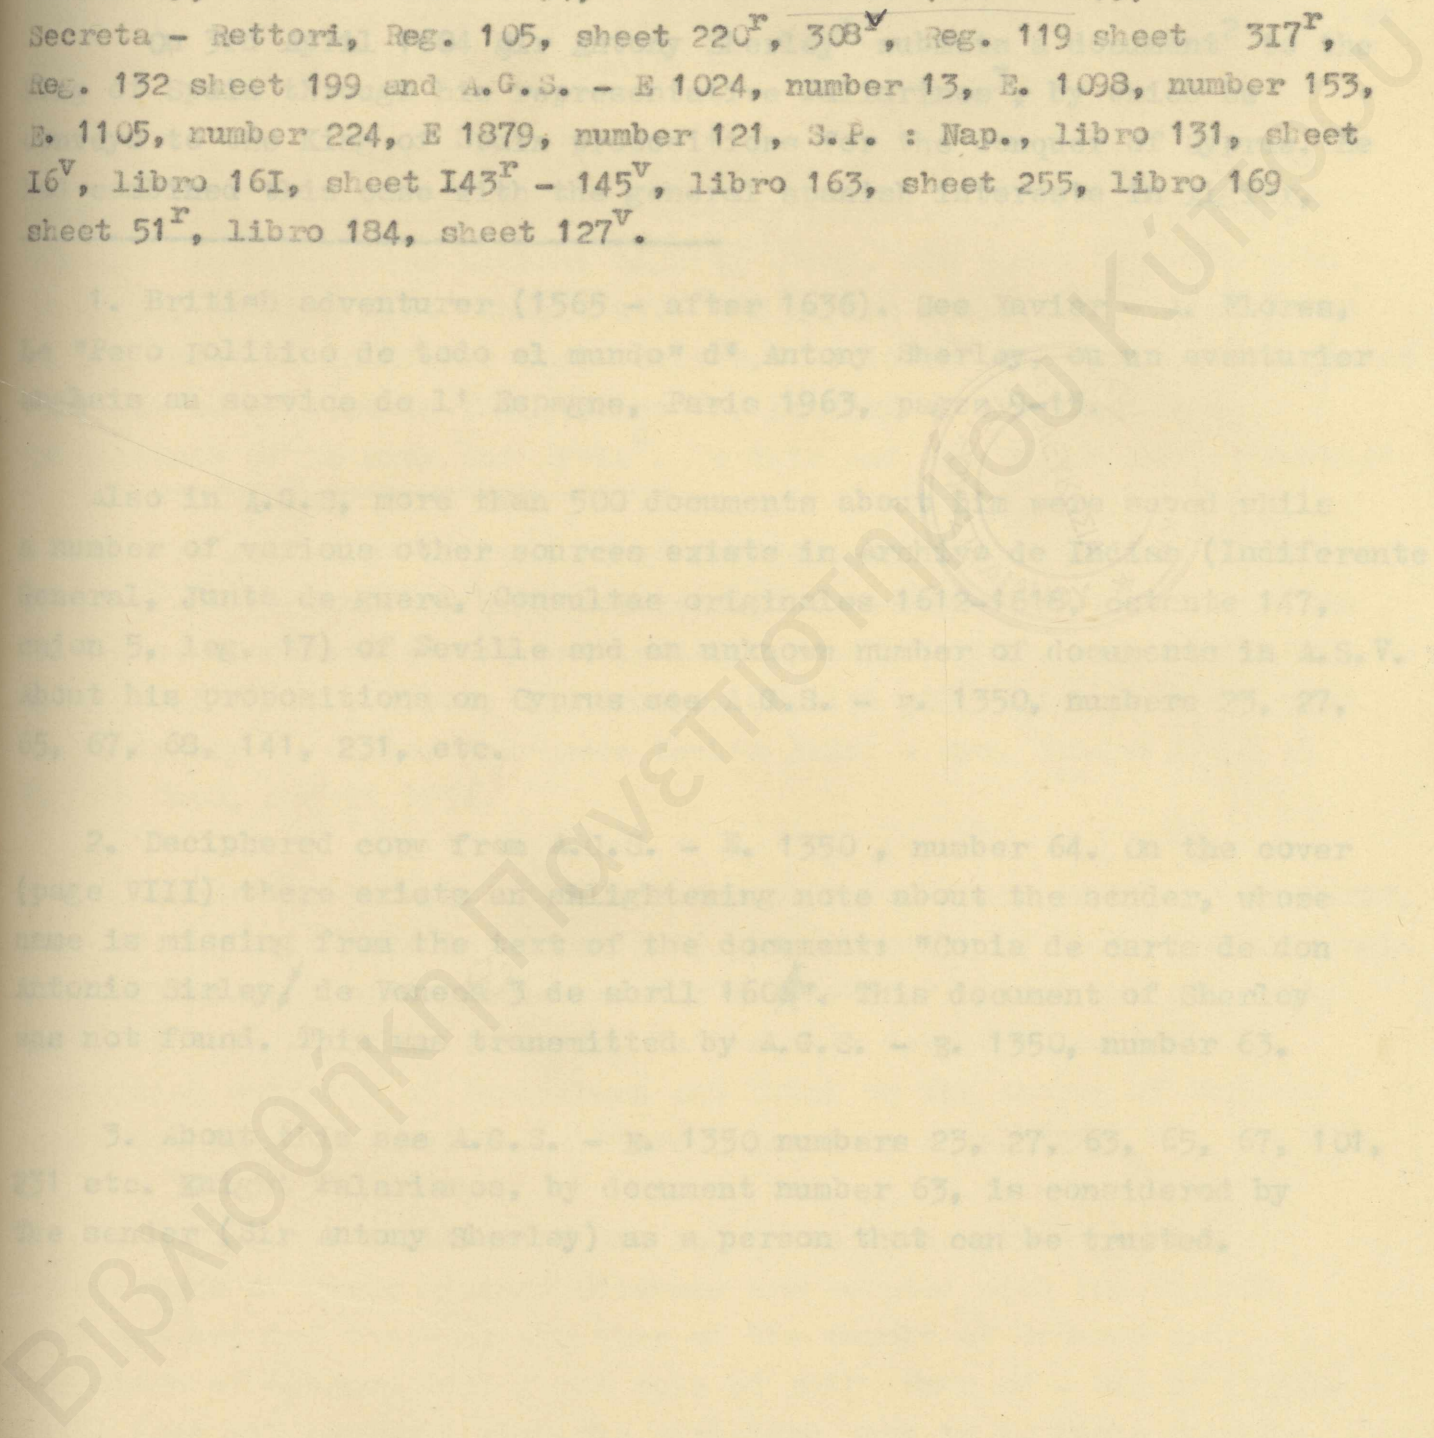 Secreta - Rettori, Reg. 105, sheet 220r, 308v, Reg. 119 sheet 317r,
Reg. 132 sheet 199 and A.G.S. - E 1024, number 13, E. 1098, number 153,
E. 1105, number 224, E 1879, number 121, S.P. : Nap., libro 131, sheet
I6v, libro 16I, sheet I43r - 145v, libro 163, sheet 255, libro 169
sheet 51r, libro 184, sheet 127v.
1. British adventurer (1565 - after 1636). See Xavier A. Flores,
Le "Peso politico de todo el mundo" d' Antony Sherley, ou un aventurier
anglais au service de l' Espagne, Paris 1963, pages
Also in A.G.S, more than 500 documents about him were saved while
a number of various other sources exists in Archivo de Indias (Indiferente
General, Junta de guera, Consultas originales 1612-1616, estante 147,
cajon 5, leg. 17) of Seville and an unknown number of documents in A.S.V.
About his propositions on Cyprus see A.G.S. - E. 1350, numbers 23, 27,
65, 67, 68, 141, 231, etc.
2. Deciphered copy from A.G.S. - E. 1350 , number 64. On the cover
(page VIII) there exists an enlightening note about the sender, whose
name is missing from the text of the document: "Copia de carta de don
Antonio Sirley, de 3 de abril This document of Sherley
was not found. This was transmitted by A.G.S. - E. 1350, number 63.
3. About see A.G.S. - E. 1350 numbers 23, 27, 63, 65, 67, 101,
231 etc. by document number 63, is considered by
The sender (Sir Antony Sherley) as a person that can be trusted.
Βιβλιοθήκη Πανεπιστημίου Κύπρου